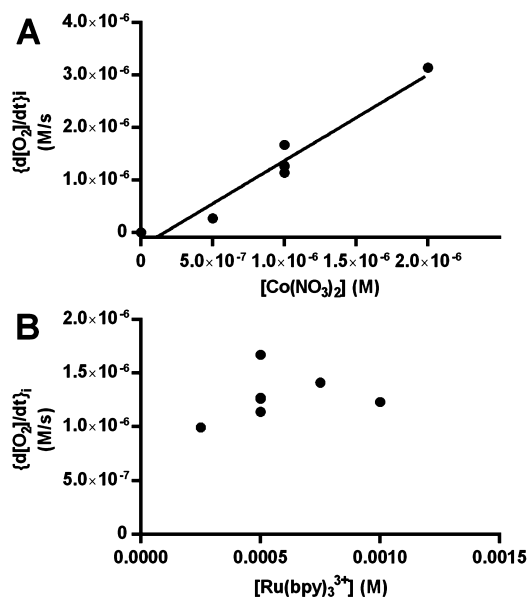 A
{d[O₂]/dt}i
(M/s
4.0×10⁻⁶
3.0×10⁻⁶
2.0×10⁻⁶
1.0×10⁻⁶
0
0 5.0×10⁻⁷ 1.0×10⁻⁶ 1.5×10⁻⁶ 2.0×10⁻⁶
[Co(NO₃)₂] (M)
B
{d[O₂]/dt}ᵢ
(M/s)
2.0×10⁻⁶
1.5×10⁻⁶
1.0×10⁻⁶
5.0×10⁻⁷
0
0.0000 0.0005 0.0010 0.0015
[Ru(bpy)₃³⁺] (M)